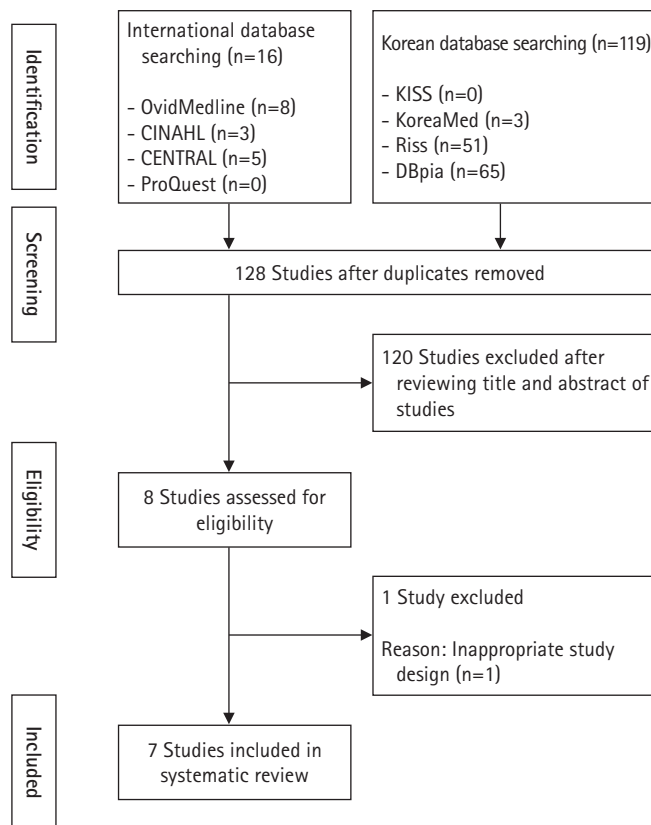 Identification
International database
searching (n=16)
- OvidMedline (n=8)
- CINAHL (n=3)
- CENTRAL (n=5)
- ProQuest (n=0)
Korean database searching (n=119)
- KISS (n=0)
- KoreaMed (n=3)
- Riss (n=51)
- DBpia (n=65)
Screening
128 Studies after duplicates removed
120 Studies excluded after
reviewing title and abstract of
studies
Eligibility
8 Studies assessed for
eligibility
1 Study excluded
Reason: Inappropriate study
design (n=1)
Included
7 Studies included in
systematic review